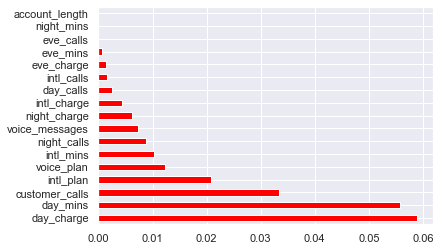 account_length
night_mins
eve_calls
eve_mins
eve_charge
intl_calls
day_calls
intl_charge
night_charge
voice_messages
night_calls
intl_mins
voice_plan
intl_plan
customer_calls
day_mins
day_charge
0.00 0.01 0.02 0.03 0.04 0.05 0.06